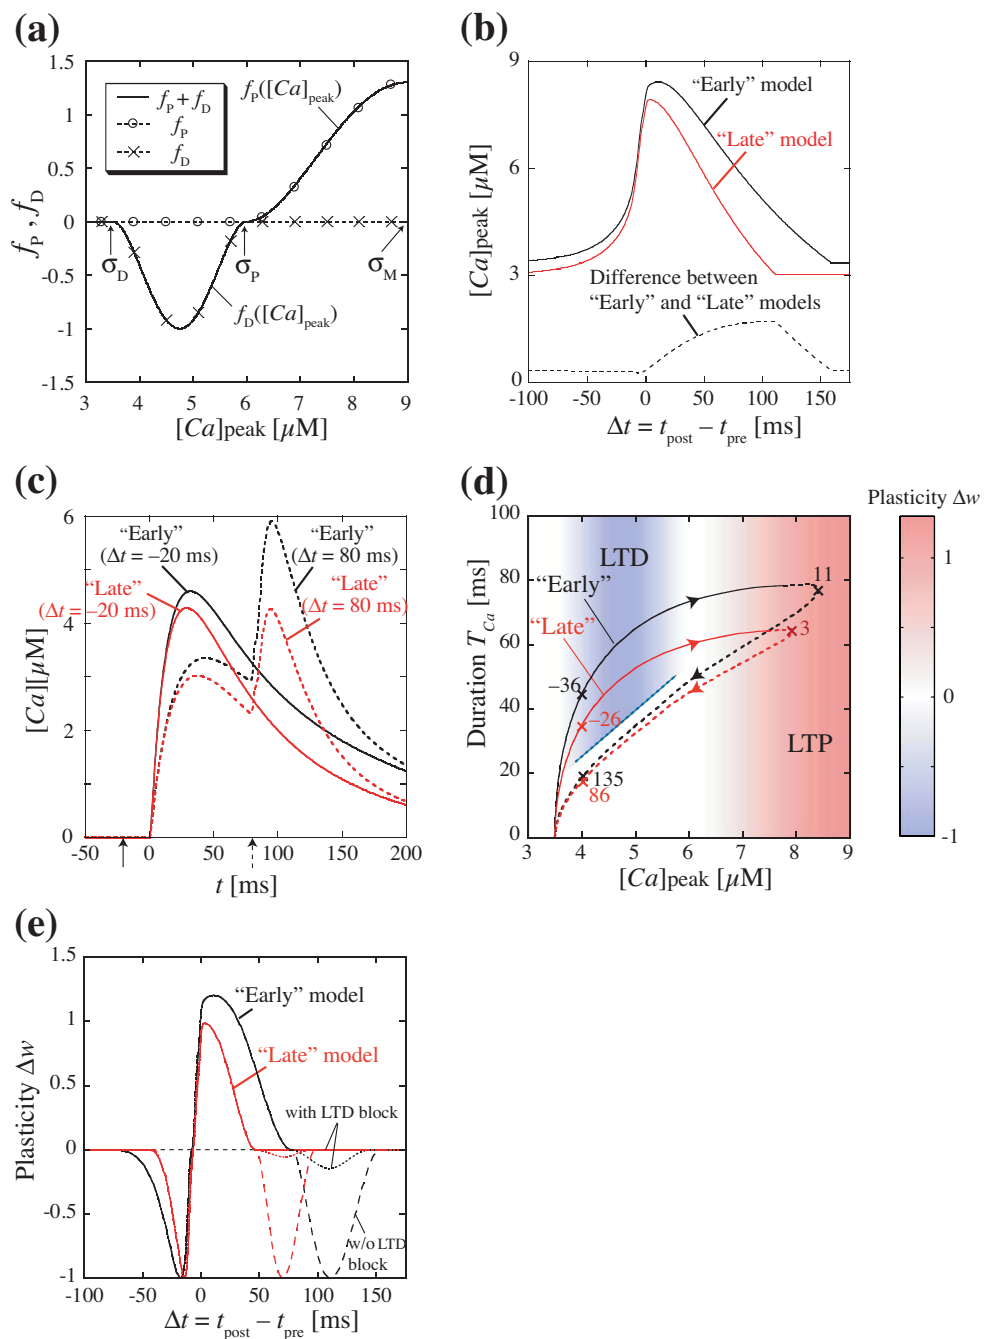 (a)
1.5
1
0.5
0
-0.5
-1
-1.5
f_P, f_D
f_P + f_D
f_P
f_D
f_P([Ca]_peak)
σ_D
σ_P
σ_M
f_D([Ca]_peak)
3 4 5 6 7 8 9
[Ca]peak [μM]
(b)
9
6
3
0
[Ca]peak [μM]
“Early” model
“Late” model
Difference between
“Early” and “Late” models
-100 -50 0 50 100 150
Δt = t_post – t_pre [ms]
(c)
6
4
2
0
[Ca][μM]
“Early”
(Δt = –20 ms)
“Early”
(Δt = 80 ms)
“Late”
(Δt = –20 ms)
“Late”
(Δt = 80 ms)
-50 0 50 100 150 200
t [ms]
(d)
100
80
60
40
20
0
Duration T_Ca [ms]
LTD
“Early”
“Late”
11
3
–36
–26
135
86
LTP
3 4 5 6 7 8 9
[Ca]peak [μM]
Plasticity Δw
1
0
-1
(e)
1.5
1
0.5
0
-0.5
-1
Plasticity Δw
“Early” model
“Late” model
with LTD block
w/o LTD
block
-100 -50 0 50 100 150
Δt = t_post – t_pre [ms]